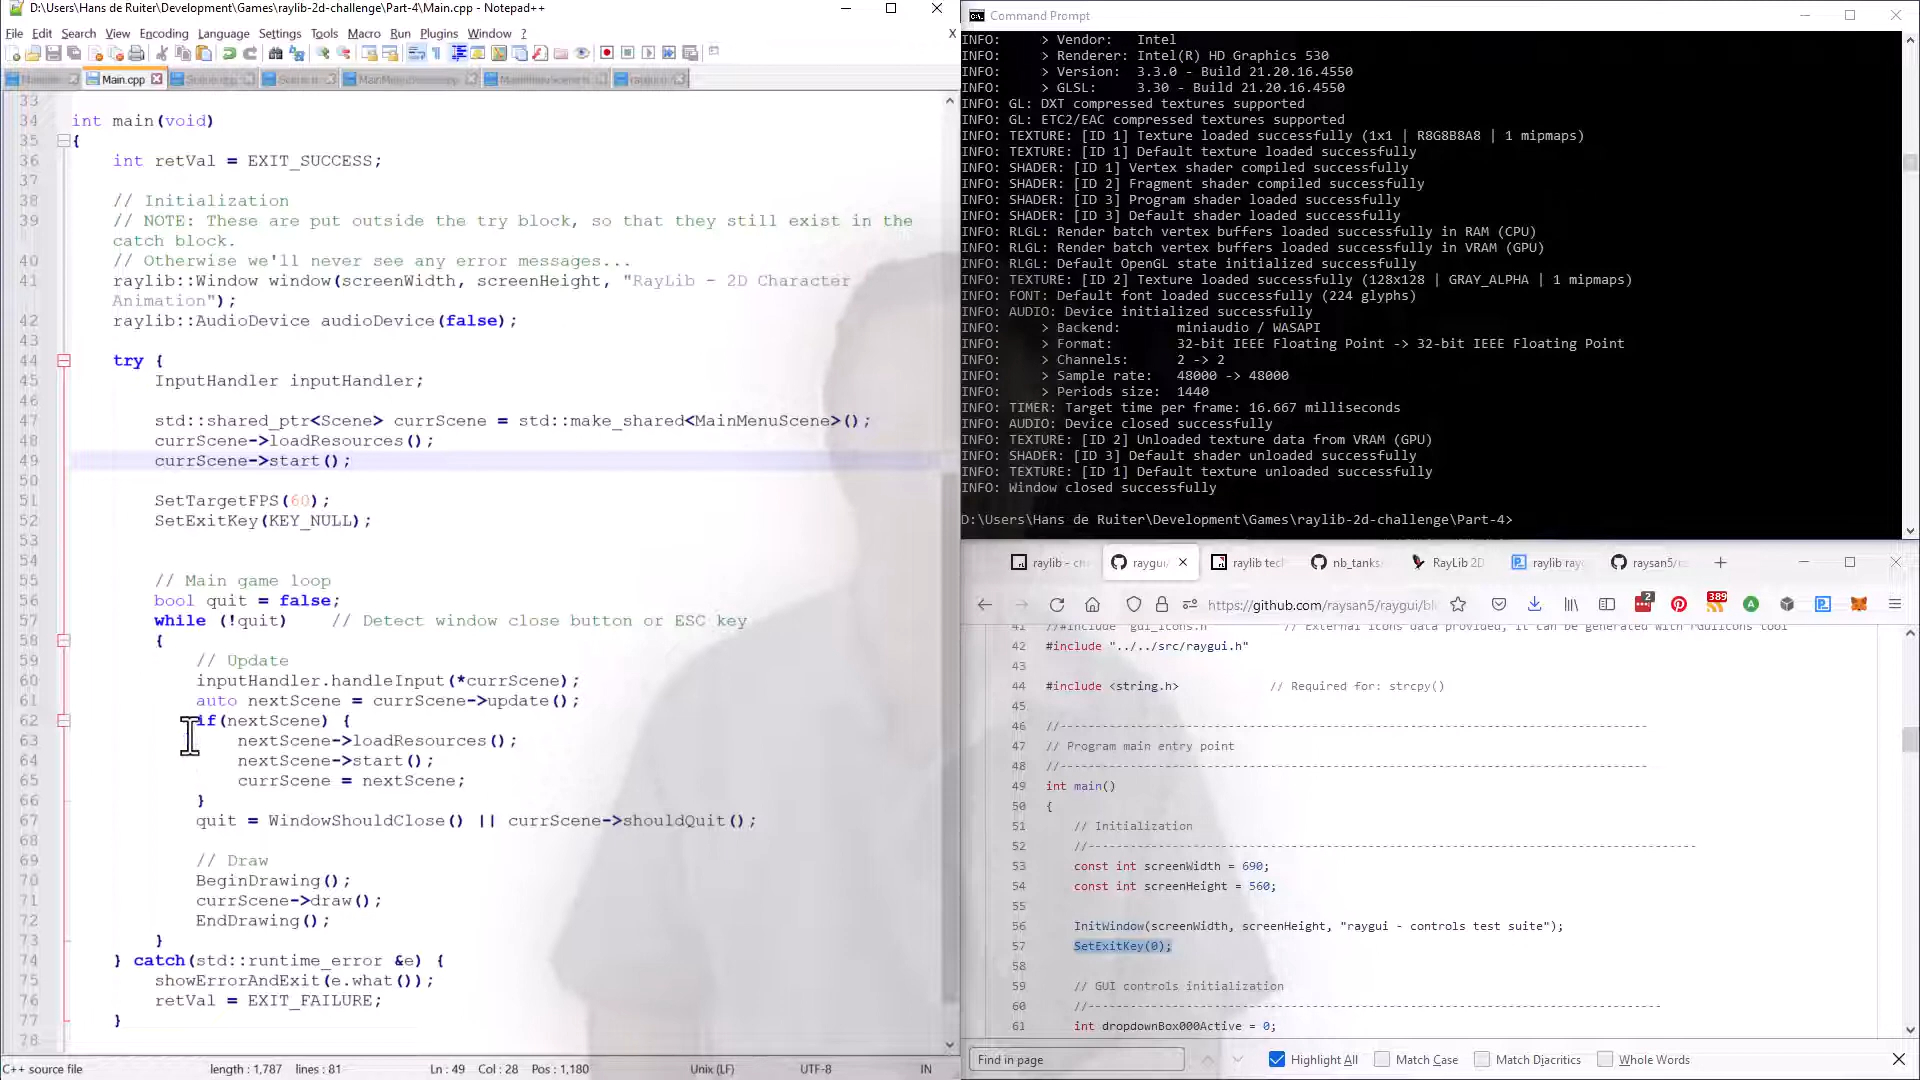 D:\Users\Hans de Ruiter\Development\Games\raylib-2d-challenge\Part-4\Main.cpp - Notepad++
File Edit Search View Encoding Language Settings Tools Macro Run Plugins Window ? X
Main.cpp
33
34 int main(void)
35 {
36 int retVal = EXIT_SUCCESS;
37
38 // Initialization
39 // NOTE: These are put outside the try block, so that they still exist in the
catch block.
40 // Otherwise we'll never see any error messages...
41 raylib::Window window(screenWidth, screenHeight, "RayLib - 2D Character
Animation");
42 raylib::AudioDevice audioDevice(false);
43
44 try {
45 InputHandler inputHandler;
46
47 std::shared_ptr<Scene> currScene = std::make_shared<MainMenuScene>();
48 currScene->loadResources();
49 currScene->start();
50
51 SetTargetFPS(60);
52 SetExitKey(KEY_NULL);
53
54
55 // Main game loop
56 bool quit = false;
57 while (!quit) // Detect window close button or ESC key
58 {
59 // Update
60 inputHandler.handleInput(*currScene);
61 auto nextScene = currScene->update();
62 if(nextScene) {
63 nextScene->loadResources();
64 nextScene->start();
65 currScene = nextScene;
66 }
67 quit = WindowShouldClose() || currScene->shouldQuit();
68
69 // Draw
70 BeginDrawing();
71 currScene->draw();
72 EndDrawing();
73 }
74 } catch(std::runtime_error &e) {
75 showErrorAndExit(e.what());
76 retVal = EXIT_FAILURE;
77 }
78
C++ source file length : 1,787 lines : 81 Ln : 49 Col : 28 Pos : 1,180 Unix (LF) UTF-8 IN
Command Prompt
INFO: > Vendor: Intel
INFO: > Renderer: Intel(R) HD Graphics 530
INFO: > Version: 3.3.0 - Build 21.20.16.4550
INFO: > GLSL: 3.30 - Build 21.20.16.4550
INFO: GL: DXT compressed textures supported
INFO: GL: ETC2/EAC compressed textures supported
INFO: TEXTURE: [ID 1] Texture loaded successfully (1x1 | R8G8B8A8 | 1 mipmaps)
INFO: TEXTURE: [ID 1] Default texture loaded successfully
INFO: SHADER: [ID 1] Vertex shader compiled successfully
INFO: SHADER: [ID 2] Fragment shader compiled successfully
INFO: SHADER: [ID 3] Program shader loaded successfully
INFO: SHADER: [ID 3] Default shader loaded successfully
INFO: RLGL: Render batch vertex buffers loaded successfully in RAM (CPU)
INFO: RLGL: Render batch vertex buffers loaded successfully in VRAM (GPU)
INFO: RLGL: Default OpenGL state initialized successfully
INFO: TEXTURE: [ID 2] Texture loaded successfully (128x128 | GRAY_ALPHA | 1 mipmaps)
INFO: FONT: Default font loaded successfully (224 glyphs)
INFO: AUDIO: Device initialized successfully
INFO: > Backend: miniaudio / WASAPI
INFO: > Format: 32-bit IEEE Floating Point -> 32-bit IEEE Floating Point
INFO: > Channels: 2 -> 2
INFO: > Sample rate: 48000 -> 48000
INFO: > Periods size: 1440
INFO: TIMER: Target time per frame: 16.667 milliseconds
INFO: AUDIO: Device closed successfully
INFO: TEXTURE: [ID 2] Unloaded texture data from VRAM (GPU)
INFO: SHADER: [ID 3] Default shader unloaded successfully
INFO: TEXTURE: [ID 1] Default texture unloaded successfully
INFO: Window closed successfully
D:\Users\Hans de Ruiter\Development\Games\raylib-2d-challenge\Part-4>
raylib - ch raygui/ raylib tec nb_tanks RayLib 2D raylib ray raysan5/r
https://github.com/raysan5/raygui/bl 2 389
41 //#include "gui_icons.h" // External icons data provided, it can be generated with rGuiIcons tool
42 #include "../../src/raygui.h"
43
44 #include <string.h> // Required for: strcpy()
45
46 //------------------------------------------------------------------------------------
47 // Program main entry point
48 //------------------------------------------------------------------------------------
49 int main()
50 {
51 // Initialization
52 //---------------------------------------------------------------------------------------
53 const int screenWidth = 690;
54 const int screenHeight = 560;
55
56 InitWindow(screenWidth, screenHeight, "raygui - controls test suite");
57 SetExitKey(0);
58
59 // GUI controls initialization
60 //----------------------------------------------------------------------------------
61 int dropdownBox000Active = 0;
Find in page Highlight All Match Case Match Diacritics Whole Words